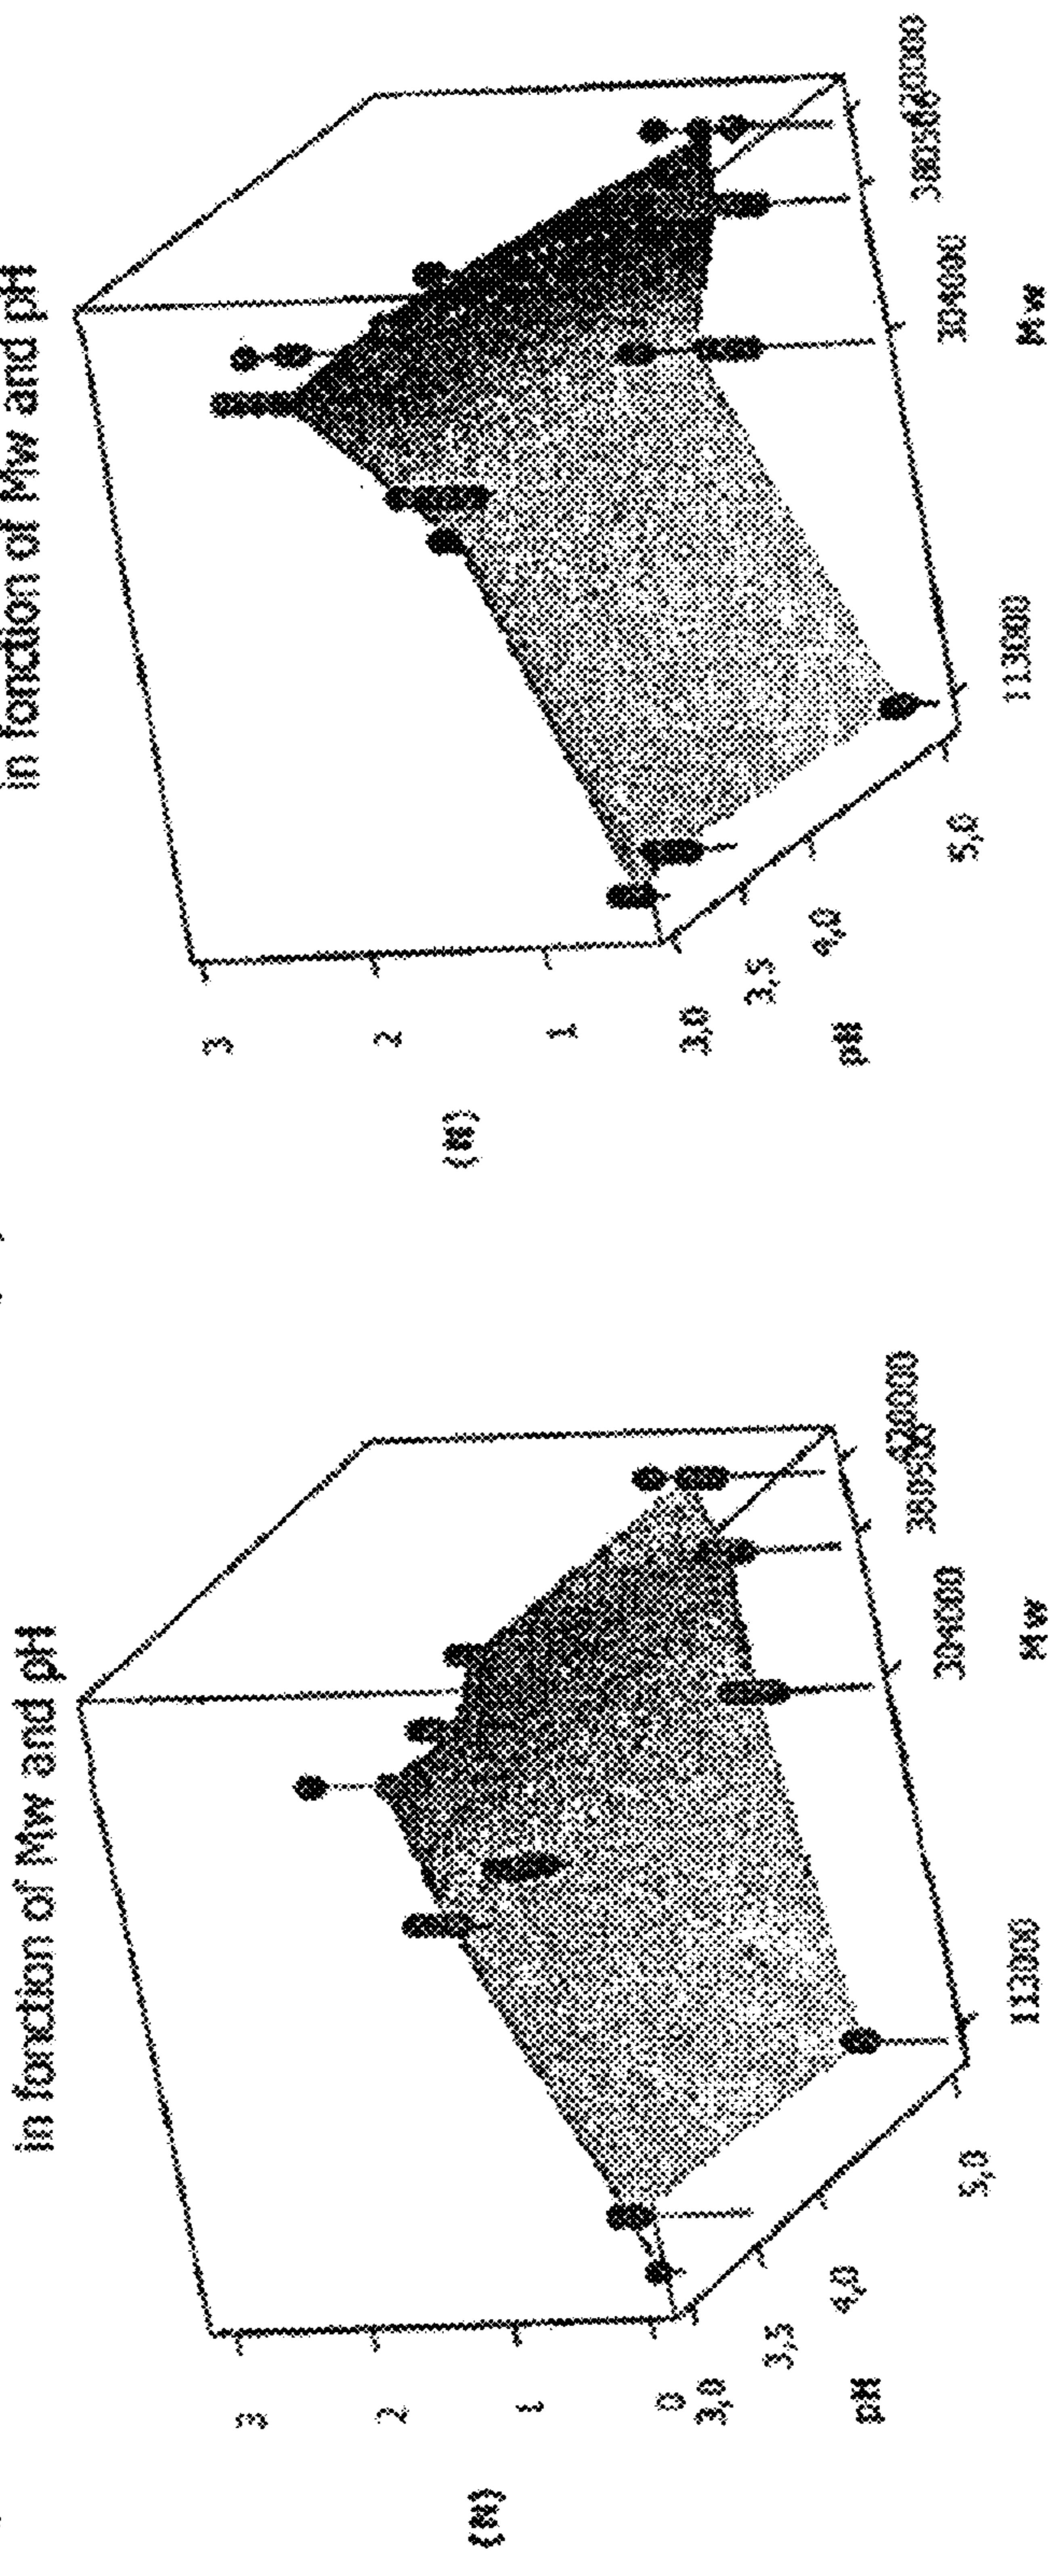 in fonction of Mw and pH
3
2
1
0
(N)
3,0
3,5
4,0
5,0
pH
113000
304000
380500
420000
Mw
in fonction of Mw and pH
3
2
1
(N)
3,0
3,5
4,0
5,0
pH
113000
304000
Mw